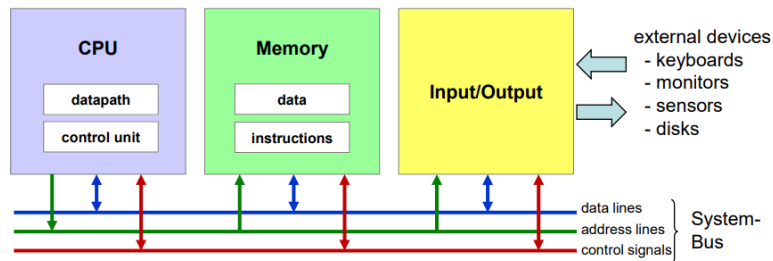 CPU
datapath
control unit
Memory
data
instructions
Input/Output
external devices
- keyboards
- monitors
- sensors
- disks
data lines
address lines
control signals
System-
Bus